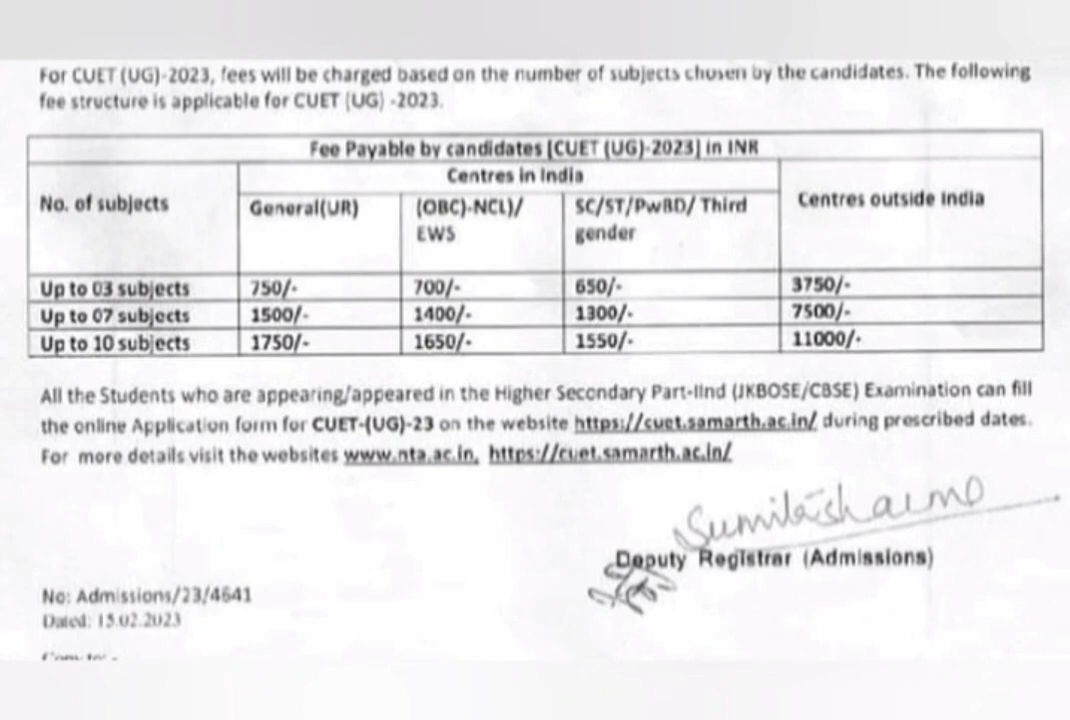 For CUET (UG)-2023, fees will be charged based on the number of subjects chosen by the candidates. The following
fee structure is applicable for CUET (UG) -2023.
Fee Payable by candidates [CUET (UG)-2023] in INR
No. of subjects
Centres in India
Centres outside India
General(UR)
(OBC)-NCL)/
EWS
SC/ST/PwBD/ Third
gender
Up to 03 subjects 750/- 700/- 650/- 3750/-
Up to 07 subjects 1500/- 1400/- 1300/- 7500/-
Up to 10 subjects 1750/- 1650/- 1550/- 11000/-
All the Students who are appearing/appeared in the Higher Secondary Part-IInd (JKBOSE/CBSE) Examination can fill
the online Application form for CUET-(UG)-23 on the website https://cuet.samarth.ac.in/ during prescribed dates.
For more details visit the websites www.nta.ac.in, https://cuet.samarth.ac.in/
Deputy Registrar (Admissions)
No: Admissions/23/4641
Dated: 15.02.2023